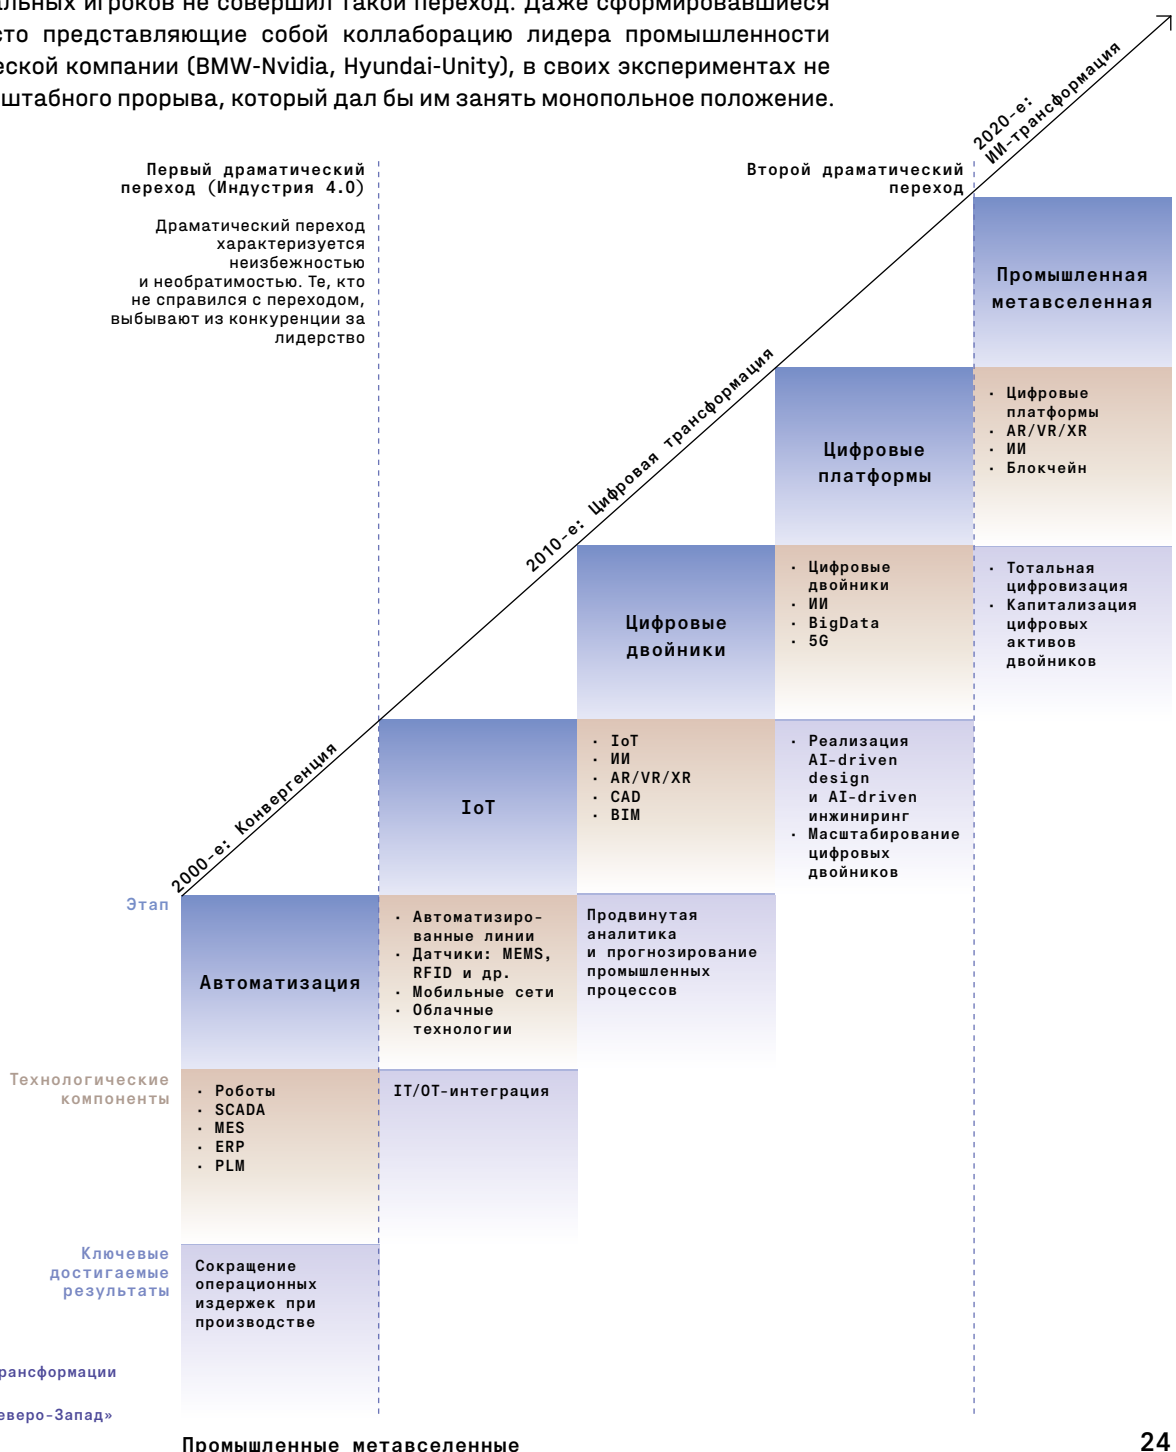 альных игроков не совершил такой переход. Даже сформировавшиеся
сто представляющие собой коллаборацию лидера промышленности
еской компании (BMW-Nvidia, Hyundai-Unity), в своих экспериментах не
штабного прорыва, который дал бы им занять монопольное положение.
2020-е:
ИИ-трансформация
Первый драматический
переход (Индустрия 4.0)
Драматический переход
характеризуется
неизбежностью
и необратимостью. Те, кто
не справился с переходом,
выбывают из конкуренции за
лидерство
Второй драматический
переход
Промышленная
метавселенная
· Цифровые
платформы
· AR/VR/XR
· ИИ
· Блокчейн
· Тотальная
цифровизация
· Капитализация
цифровых
активов
двойников
2010-е: Цифровая трансформация
Цифровые
платформы
· Цифровые
двойники
· ИИ
· BigData
· 5G
· Реализация
AI-driven
design
и AI-driven
инжиниринг
· Масштабирование
цифровых
двойников
Цифровые
двойники
· IoT
· ИИ
· AR/VR/XR
· CAD
· BIM
Продвинутая
аналитика
и прогнозирование
промышленных
процессов
2000-е: Конвергенция
IoT
· Автоматизиро-
ванные линии
· Датчики: MEMS,
RFID и др.
· Мобильные сети
· Облачные
технологии
IT/OT-интеграция
Этап
Автоматизация
Технологические
компоненты
· Роботы
· SCADA
· MES
· ERP
· PLM
Ключевые
достигаемые
результаты
Сокращение
операционных
издержек при
производстве
рансформации
еверо-Запад»
Промышленные метавселенные
24